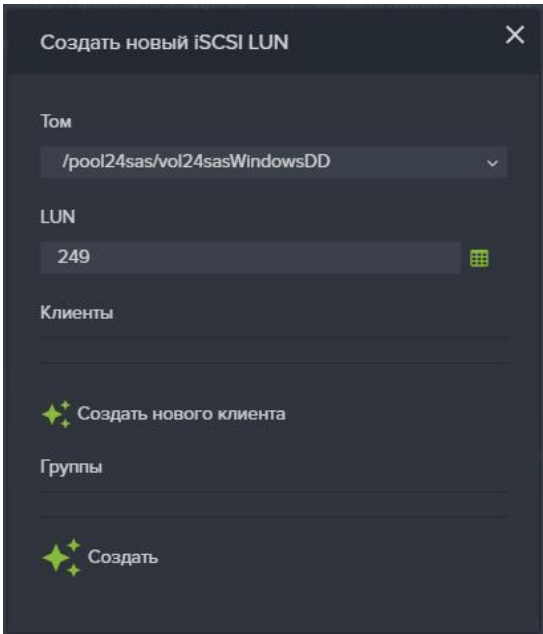 Создать новый iSCSI LUN
Том
/pool24sas/vol24sasWindowsDD
LUN
249
Клиенты
Создать нового клиента
Группы
Создать